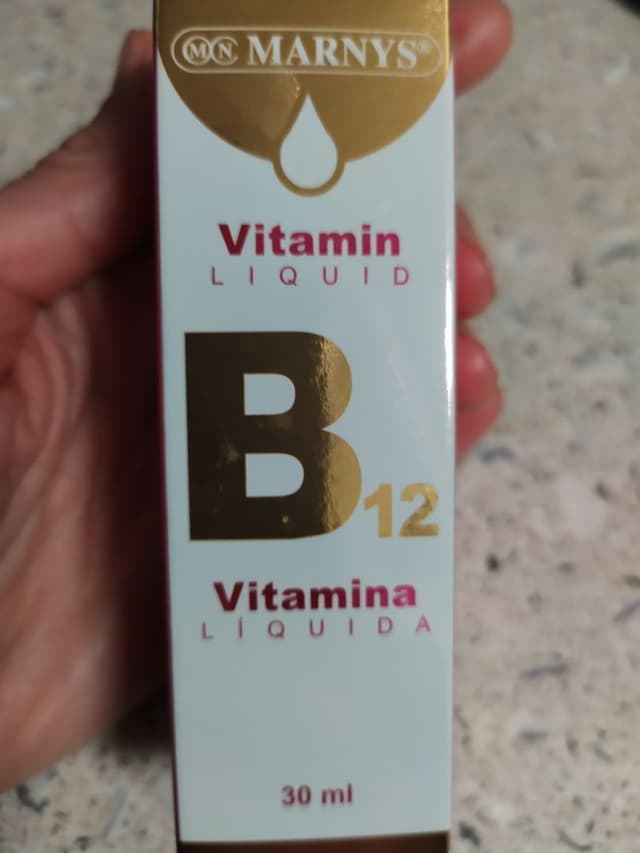 MN MARNYS®
Vitamin
LIQUID
B12
Vitamina
LÍQUIDA
30 ml